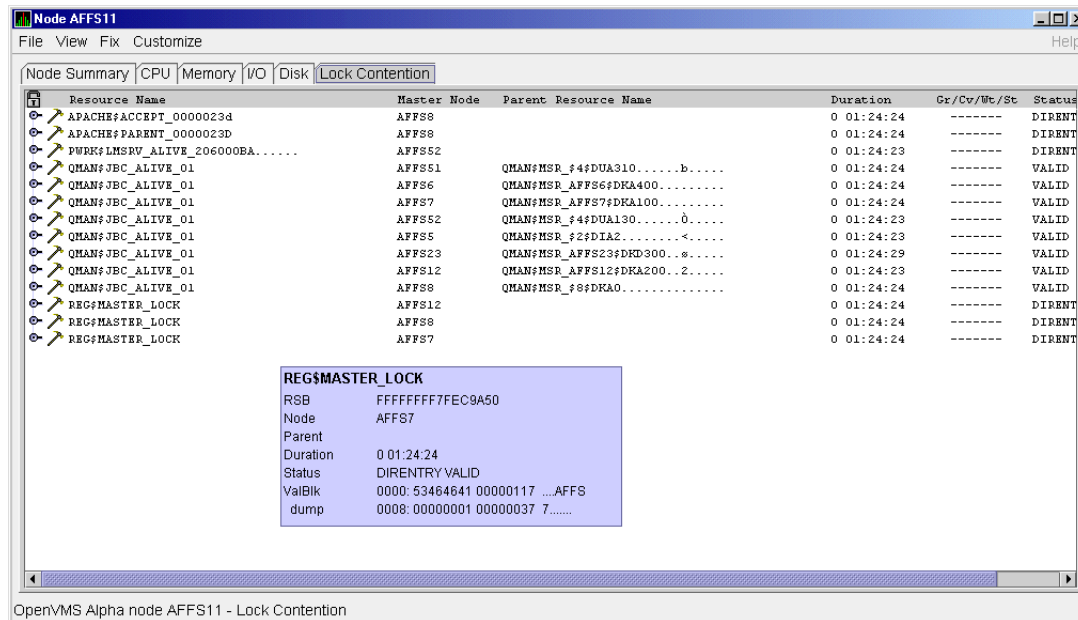 Node AFFS11
File View Fix Customize Help
Node Summary CPU Memory I/O Disk Lock Contention
Resource Name Master Node Parent Resource Name Duration Gr/Cv/Wt/St Status
APACHE$ACCEPT_0000023d AFFS8 0 01:24:24 ------- DIRENT
APACHE$PARENT_0000023D AFFS8 0 01:24:24 ------- DIRENT
PWRK$LMSRV_ALIVE_206000BA...... AFFS52 0 01:24:23 ------- DIRENT
QMAN$JBC_ALIVE_01 AFFS51 QMAN$MSR_$4$DUA310......b..... 0 01:24:24 ------- VALID
QMAN$JBC_ALIVE_01 AFFS6 QMAN$MSR_AFFS6$DKA400......... 0 01:24:24 ------- VALID
QMAN$JBC_ALIVE_01 AFFS7 QMAN$MSR_AFFS7$DKA100......... 0 01:24:24 ------- VALID
QMAN$JBC_ALIVE_01 AFFS52 QMAN$MSR_$4$DUA130......Ò..... 0 01:24:23 ------- VALID
QMAN$JBC_ALIVE_01 AFFS5 QMAN$MSR_$2$DIA2........<..... 0 01:24:23 ------- VALID
QMAN$JBC_ALIVE_01 AFFS23 QMAN$MSR_AFFS23$DKD300..ø..... 0 01:24:29 ------- VALID
QMAN$JBC_ALIVE_01 AFFS12 QMAN$MSR_AFFS12$DKA200..2..... 0 01:24:23 ------- VALID
QMAN$JBC_ALIVE_01 AFFS8 QMAN$MSR_$8$DKA0.............. 0 01:24:24 ------- VALID
REG$MASTER_LOCK AFFS12 0 01:24:24 ------- DIRENT
REG$MASTER_LOCK AFFS8 0 01:24:24 ------- DIRENT
REG$MASTER_LOCK AFFS7 0 01:24:24 ------- DIRENT
REG$MASTER_LOCK
RSB FFFFFFFF7FEC9A50
Node AFFS7
Parent
Duration 0 01:24:24
Status DIRENTRY VALID
ValBlk 0000: 53464641 00000117 ....AFFS
dump 0008: 00000001 00000037 7.......
OpenVMS Alpha node AFFS11 - Lock Contention